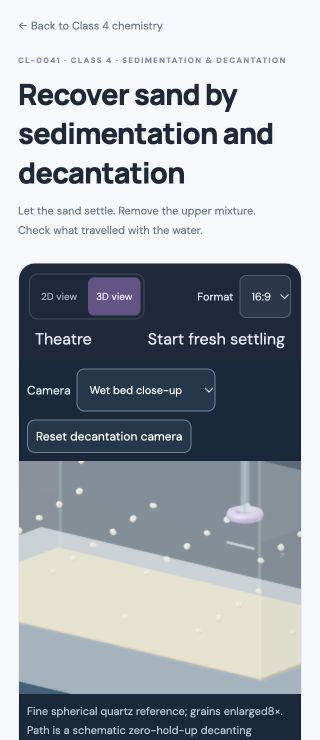 ← Back to Class 4 chemistry
CL-0041 · CLASS 4 · SEDIMENTATION & DECANTATION
Recover sand by
sedimentation and
decantation
Let the sand settle. Remove the upper mixture.
Check what travelled with the water.
2D view 3D view Format 16:9
Theatre Start fresh settling
Camera Wet bed close-up
Reset decantation camera
Fine spherical quartz reference; grains enlarged8×.
Path is a schematic zero-hold-up decanting